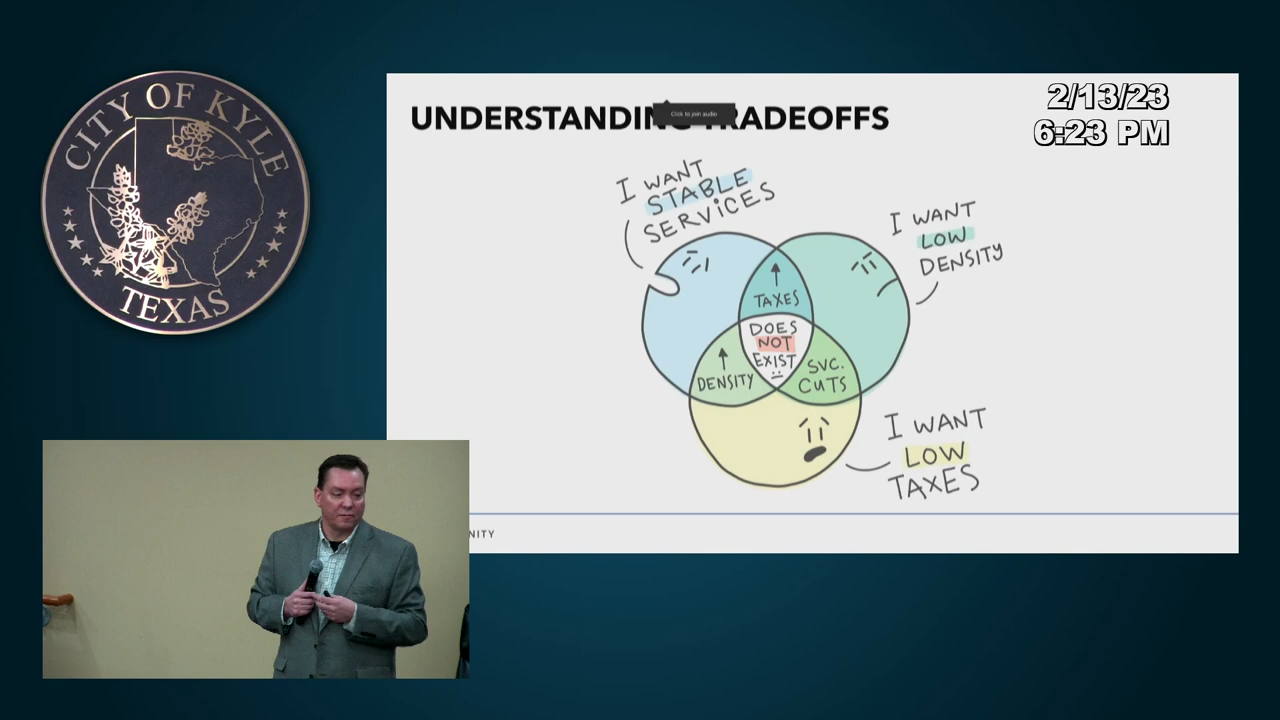 CITY OF KYLE
TEXAS
UNDERSTANDING TRADEOFFS
Click to join audio
2/13/23
6:23 PM
I WANT
STABLE
SERVICES
I WANT
LOW
DENSITY
TAXES
DOES
NOT
EXIST
DENSITY
SVC.
CUTS
I WANT
LOW
TAXES
NITY